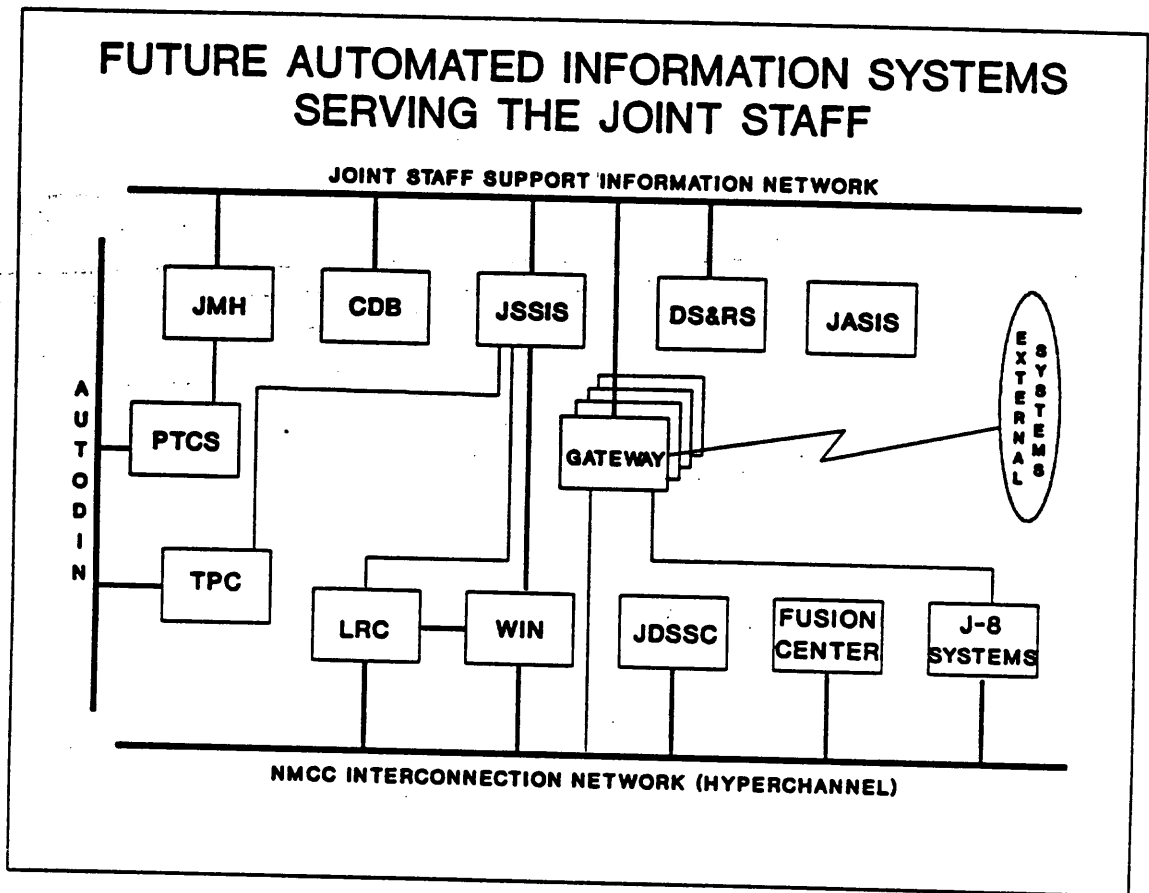 FUTURE AUTOMATED INFORMATION SYSTEMS
SERVING THE JOINT STAFF
JOINT STAFF SUPPORT INFORMATION NETWORK
JMH
CDB
JSSIS
DS&RS
JASIS
EXTERNAL
SYSTEMS
AUTODIN
PTCS
GATEWAY
TPC
LRC
WIN
JDSSC
FUSION
CENTER
J-8
SYSTEMS
NMCC INTERCONNECTION NETWORK (HYPERCHANNEL)